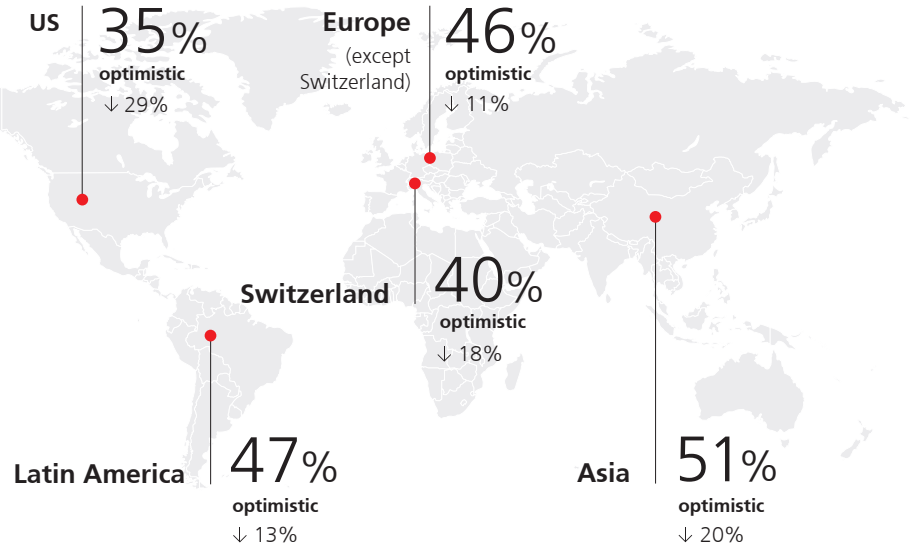 US
35%
optimistic
↓ 29%
Europe
(except
Switzerland)
46%
optimistic
↓ 11%
Switzerland
40%
optimistic
↓ 18%
Latin America
47%
optimistic
↓ 13%
Asia
51%
optimistic
↓ 20%